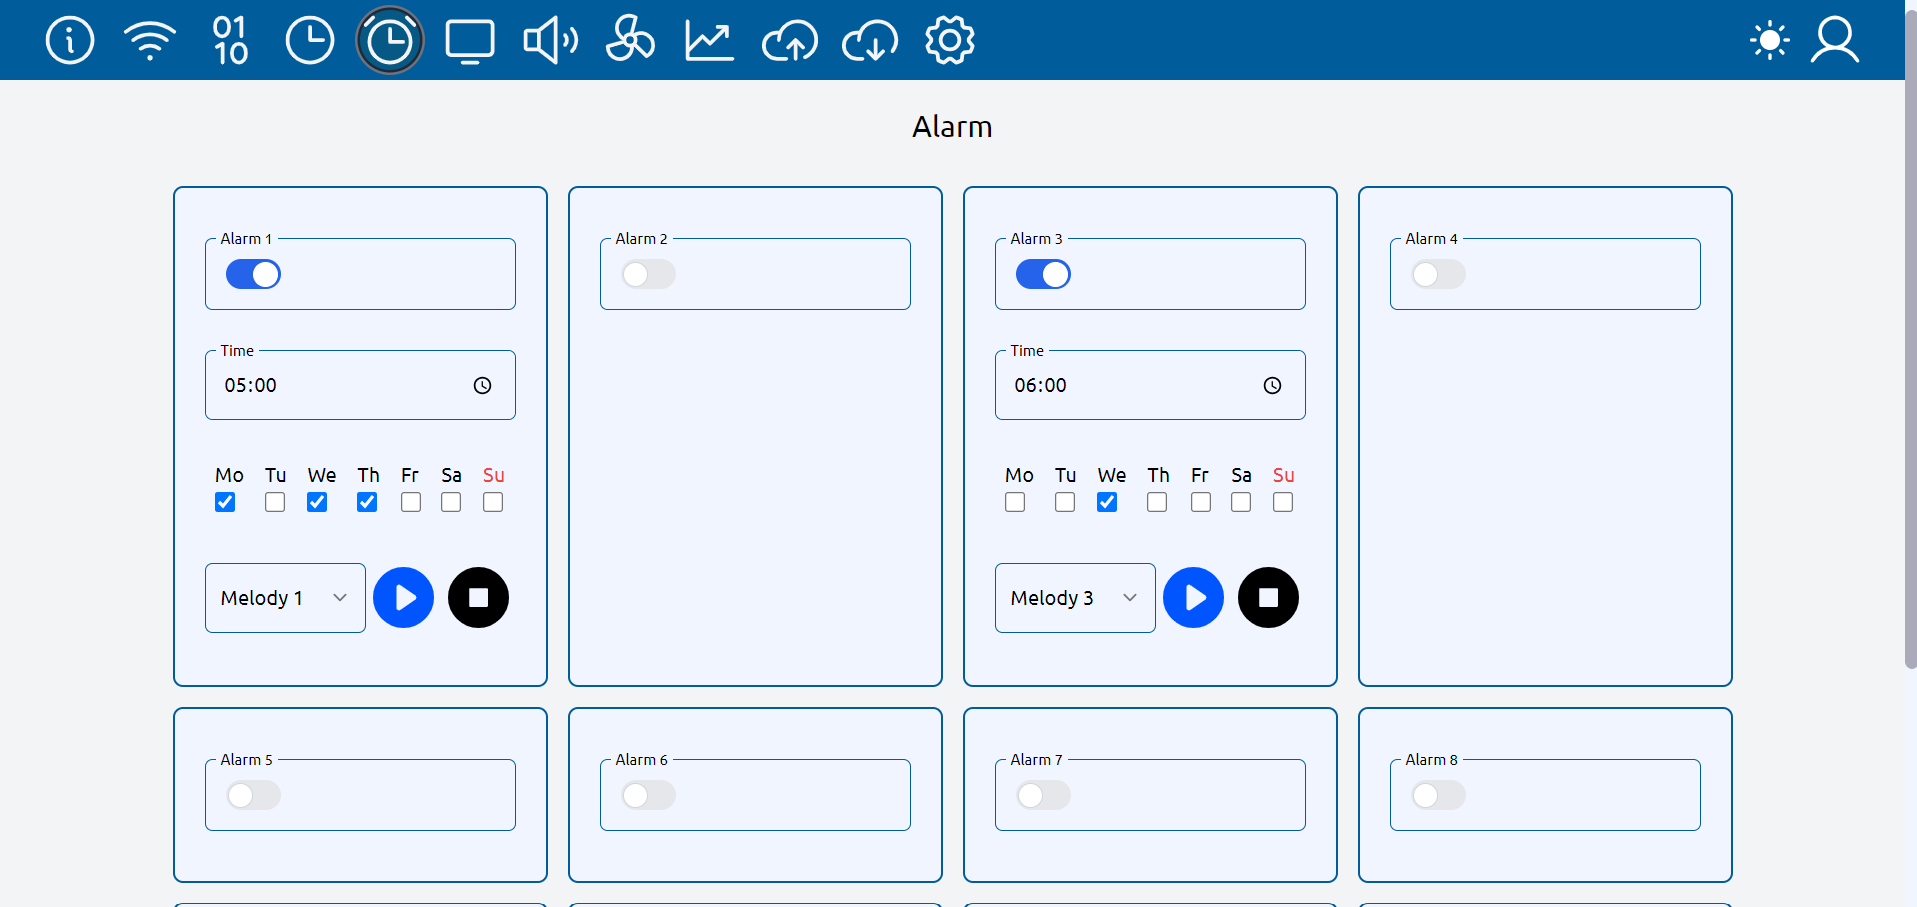 01
10
Alarm
Alarm 1
Alarm 2
Alarm 3
Alarm 4
Time
05:00
Time
06:00
Mo Tu We Th Fr Sa Su
Mo Tu We Th Fr Sa Su
Melody 1
Melody 3
Alarm 5
Alarm 6
Alarm 7
Alarm 8